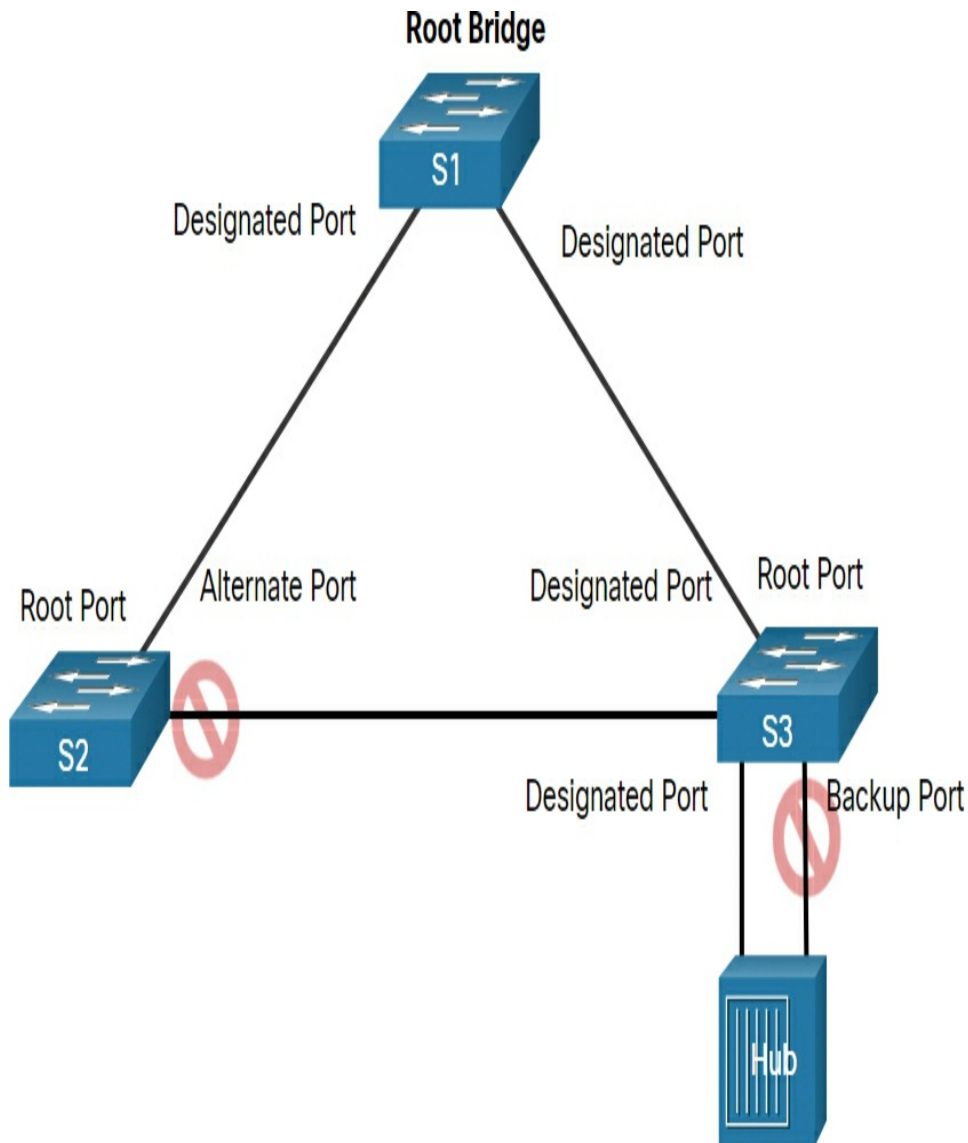 Root Bridge
S1
Designated Port
Designated Port
Root Port
Alternate Port
Designated Port
Root Port
S2
S3
Designated Port
Backup Port
Hub